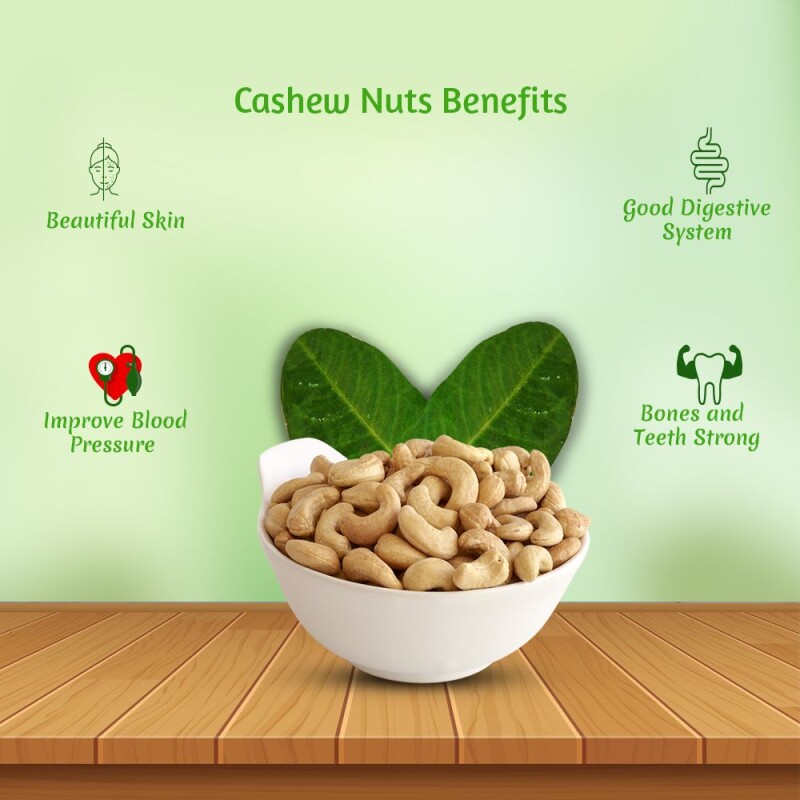 Cashew Nuts Benefits
Beautiful Skin
Good Digestive
System
Improve Blood
Pressure
Bones and
Teeth Strong